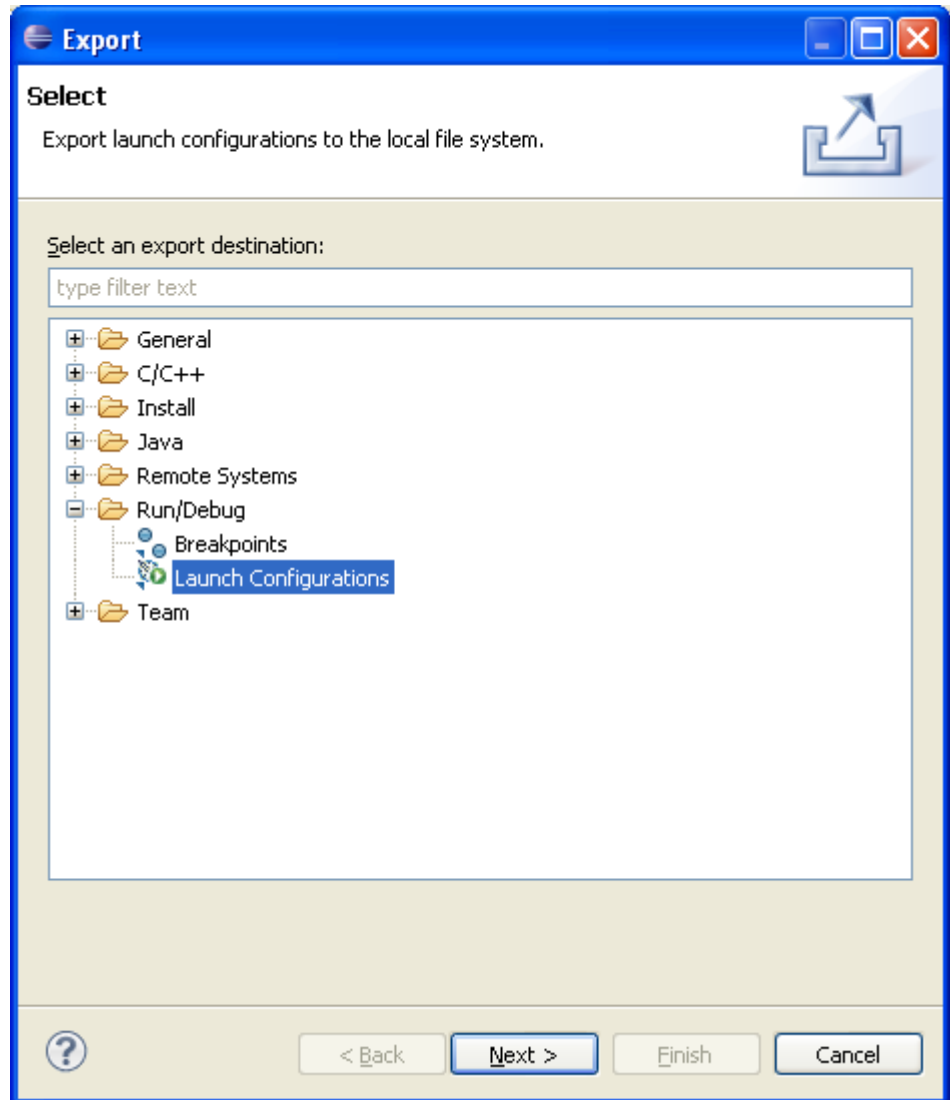 Export
Select
Export launch configurations to the local file system.
Select an export destination:
type filter text
General
C/C++
Install
Java
Remote Systems
Run/Debug
Breakpoints
Launch Configurations
Team
?
< Back Next > Finish Cancel